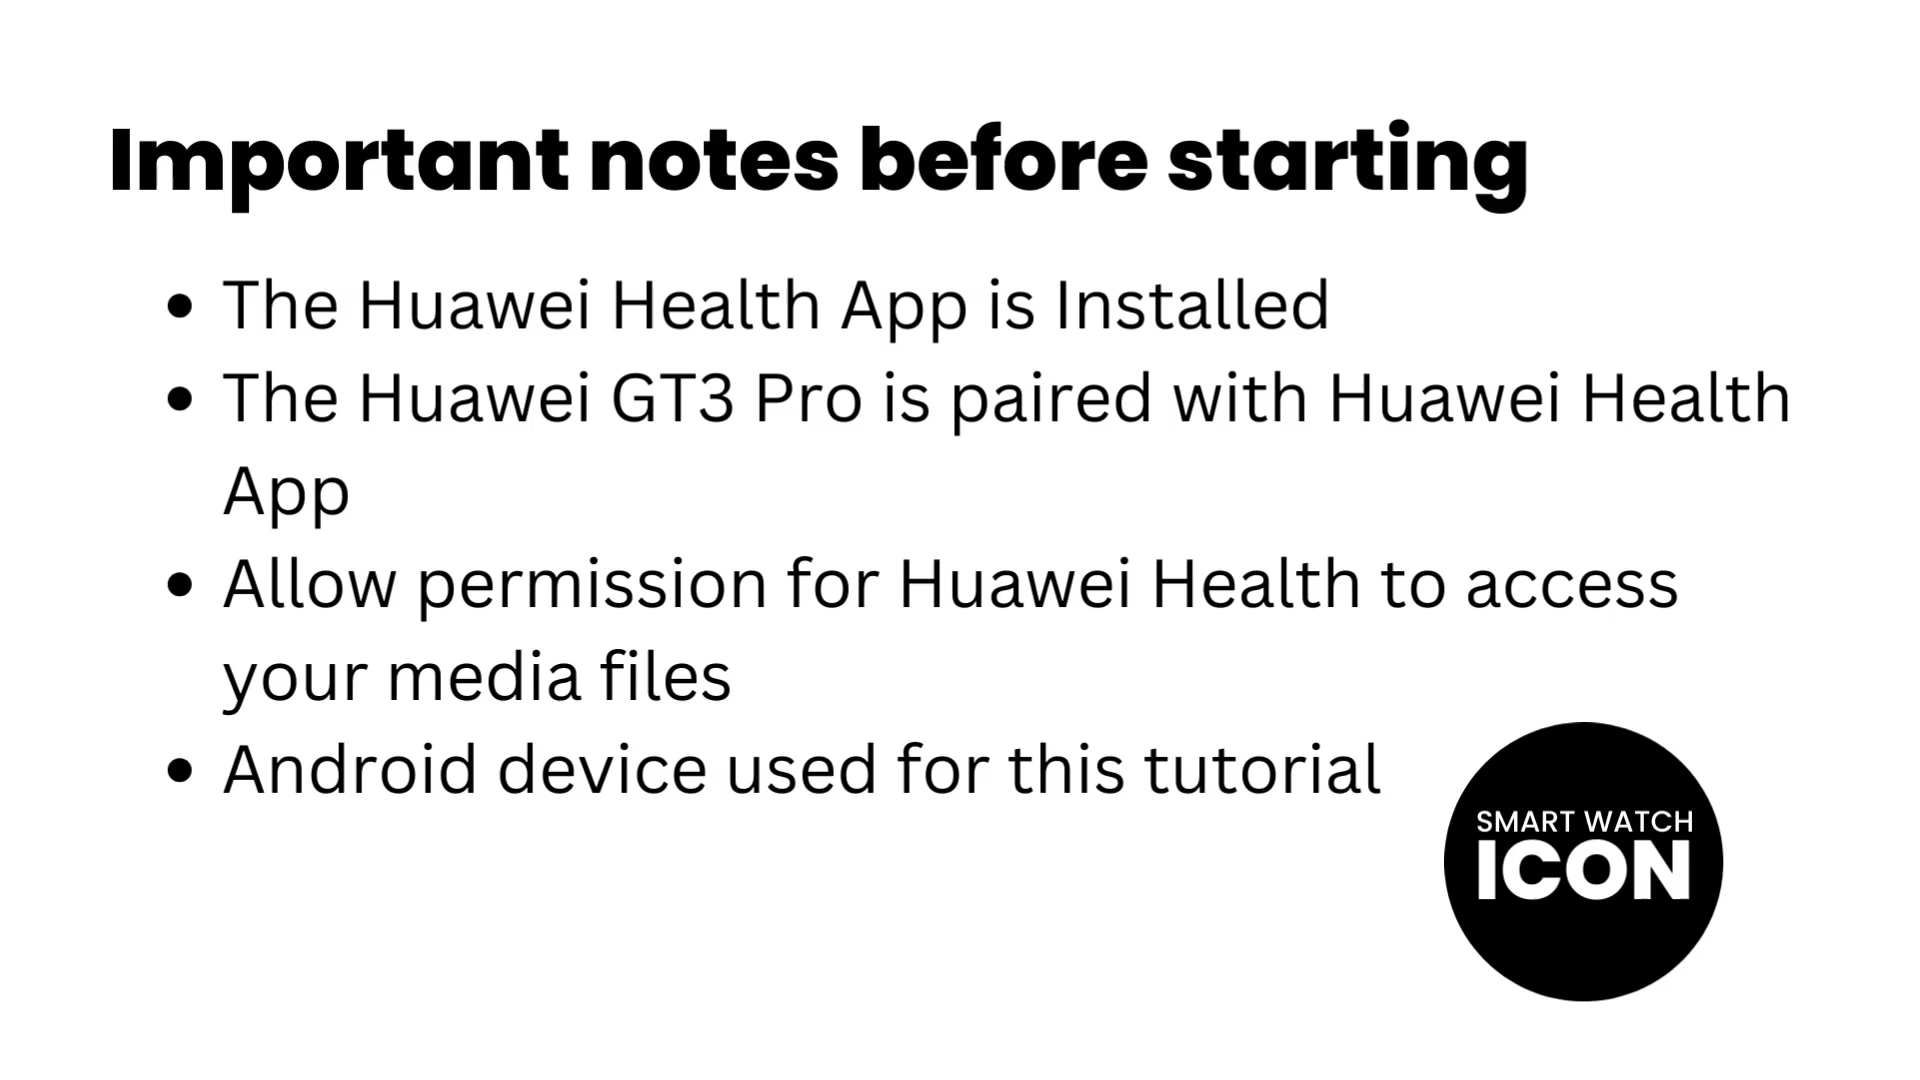 Important notes before starting
• The Huawei Health App is Installed
• The Huawei GT3 Pro is paired with Huawei Health
App
• Allow permission for Huawei Health to access
your media files
• Android device used for this tutorial
SMART WATCH
ICON